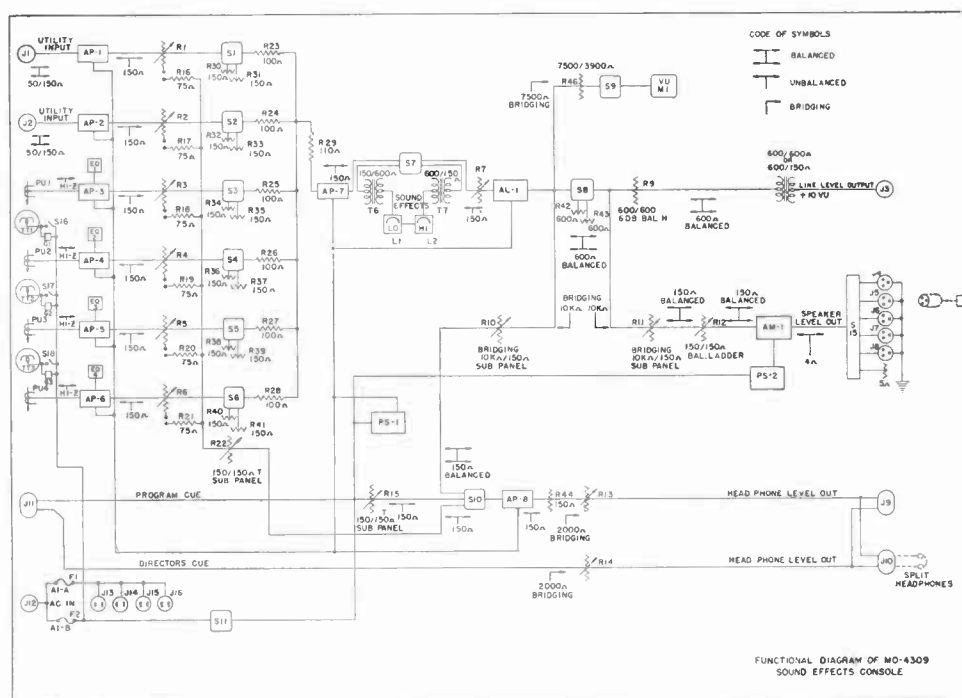 CODE OF SYMBOLS
BALANCED
UNBALANCED
BRIDGING
UTILITY INPUT
J1
AP-1
50/150Ω
150Ω
R1
R16
75Ω
S1
R30
150Ω
R31
150Ω
R23
100Ω
UTILITY INPUT
J2
AP-2
50/150Ω
150Ω
R2
R17
75Ω
S2
R32
150Ω
R33
150Ω
R24
100Ω
R29
110Ω
EQ
PU1
HI-Z
AP-3
150Ω
R3
R18
75Ω
S3
R34
150Ω
R35
150Ω
R25
100Ω
S16
EQ 2
PU2
HI-Z
AP-4
150Ω
R4
R19
75Ω
S4
R36
150Ω
R37
150Ω
R26
100Ω
S17
EQ 3
PU3
HI-Z
AP-5
150Ω
R5
R20
75Ω
S5
R38
150Ω
R39
150Ω
R27
100Ω
S18
EQ
PU4
HI-Z
AP-6
150Ω
R6
R21
75Ω
S6
R40
150Ω
R41
150Ω
R28
100Ω
R22
150/150Ω T
SUB PANEL
AP-7
150Ω
150/600Ω
T6
S7
SOUND EFFECTS
LO
HI
L1
L2
600/150
T7
R7
150Ω
AL-1
7500Ω
BRIDGING
7500/3900Ω
R46
S9
VU
M1
S8
R42
600Ω
R43
600Ω
600Ω
BALANCED
R9
600/600
6 DB BAL H
600Ω
BALANCED
600/600Ω
OR
600/150Ω
LINE LEVEL OUTPUT
+10 VU
J3
BRIDGING
10KΩ 10KΩ
R10
BRIDGING
10KΩ/150Ω
SUB PANEL
R11
BRIDGING
10KΩ/150Ω
SUB PANEL
150Ω
BALANCED
150Ω
BALANCED
R12
150/150Ω
BAL. LADDER
AM-1
PS-2
SPEAKER
LEVEL OUT
4Ω
S15
J5
J6
J7
J8
5Ω
PS-1
150Ω
BALANCED
J11
PROGRAM CUE
R15
T
150/150Ω
SUB PANEL
150Ω
S10
150Ω
AP-8
150Ω
R44
150Ω
R13
2000Ω
BRIDGING
HEAD PHONE LEVEL OUT
J9
DIRECTORS CUE
2000Ω
BRIDGING
R14
HEAD PHONE LEVEL OUT
J10
SPLIT
HEADPHONES
J12
AC IN
F1
A1-A
F2
A1-B
J13
J14
J15
J16
S11
FUNCTIONAL DIAGRAM OF MO-4309
SOUND EFFECTS CONSOLE